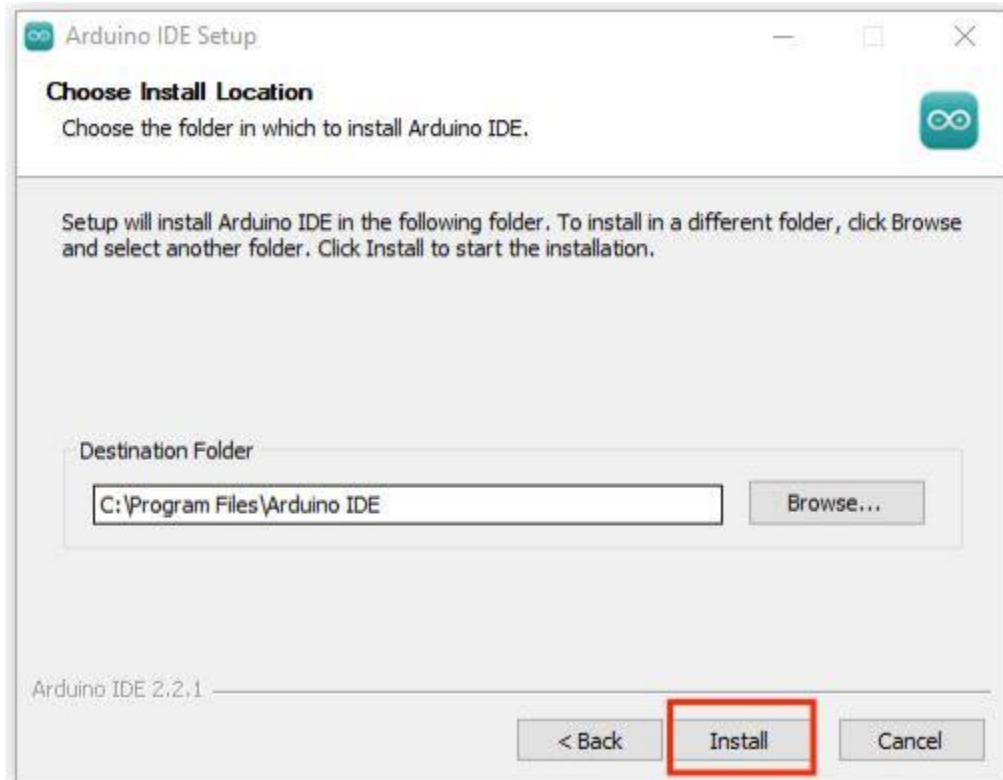 Arduino IDE Setup
Choose Install Location
Choose the folder in which to install Arduino IDE.
Setup will install Arduino IDE in the following folder. To install in a different folder, click Browse
and select another folder. Click Install to start the installation.
Destination Folder
C:\Program Files\Arduino IDE
Browse...
Arduino IDE 2.2.1
< Back
Install
Cancel